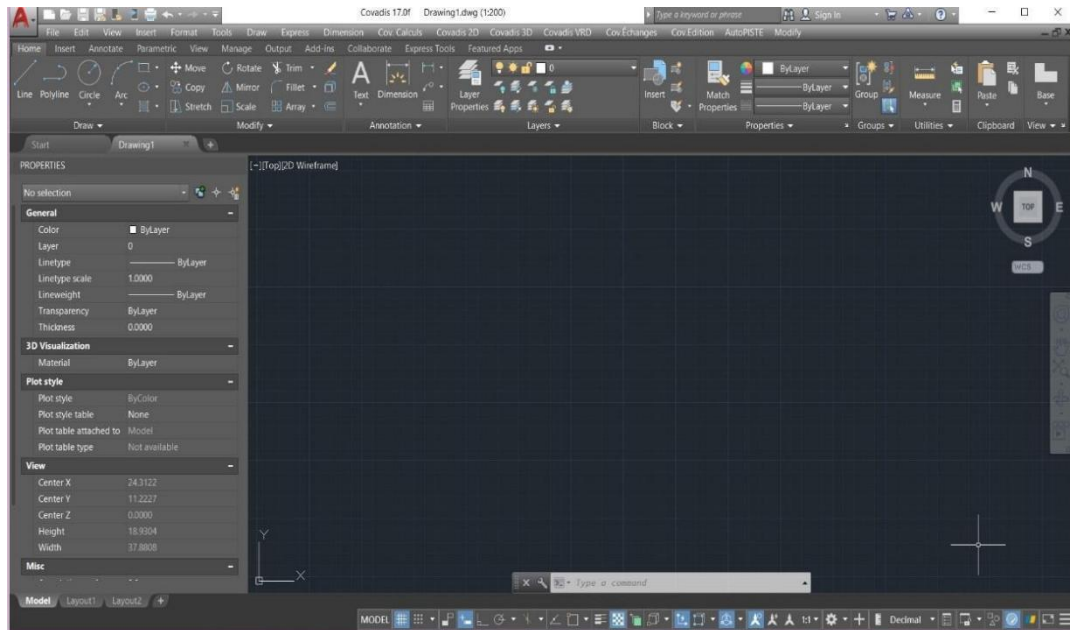 A Covadis 17.0f Drawing1.dwg (1:200) Type a keyword or phrase Sign In
File Edit View Insert Format Tools Draw Express Dimension Cov.Calculs Covadis 2D Covadis 3D Covadis VRD Cov.Echanges Cov.Edition AutoPISTE Modify
Home Insert Annotate Parametric View Manage Output Add-ins Collaborate Express Tools Featured Apps
Move Rotate Trim 0 ByLayer
Copy Mirror Fillet ByLayer
Line Polyline Circle Arc Text Dimension Layer Insert Match Group Measure Paste Base
Stretch Scale Array Properties Properties ByLayer
Draw Modify Annotation Layers Block Properties Groups Utilities Clipboard View
Start Drawing1
PROPERTIES [-][Top][2D Wireframe]
No selection
General
Color ByLayer
Layer 0
Linetype ByLayer
Linetype scale 1.0000
Lineweight ByLayer
Transparency ByLayer
Thickness 0.0000
3D Visualization
Material ByLayer
Plot style
Plot style ByColor
Plot style table None
Plot table attached to Model
Plot table type Not available
View
Center X 24.3122
Center Y 11.2227
Center Z 0.0000
Height 18.9304
Width 37.8808
Misc
N
W TOP E
S
WCS
Y
X
Type a command
Model Layout1 Layout2 +
MODEL 1:1 Decimal